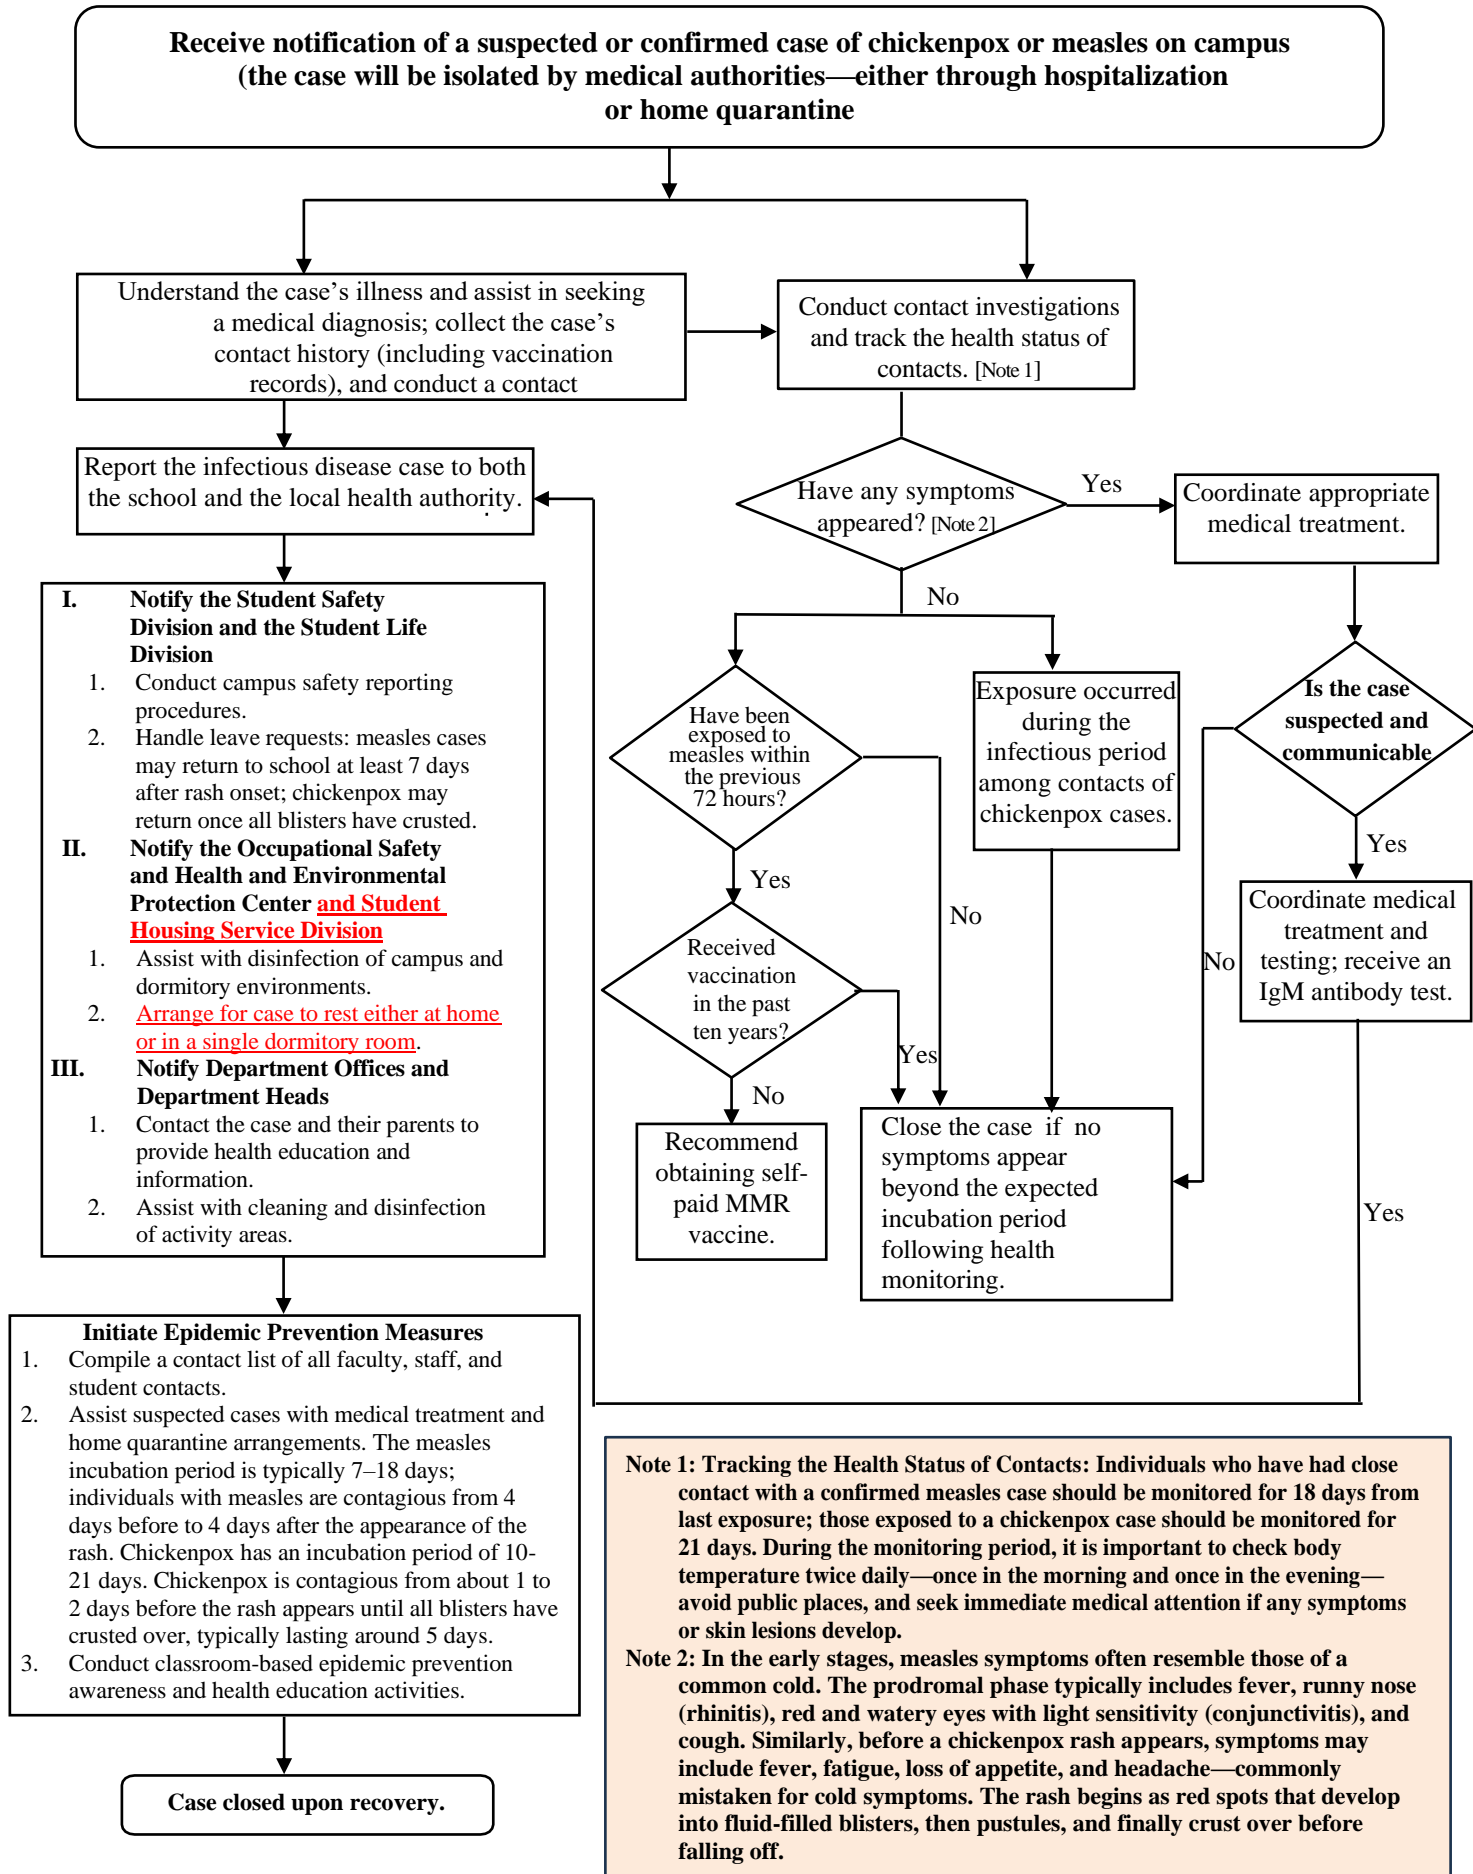 Receive notification of a suspected or confirmed case of chickenpox or measles on campus
(the case will be isolated by medical authorities—either through hospitalization
or home quarantine
Understand the case’s illness and assist in seeking
a medical diagnosis; collect the case’s
contact history (including vaccination
records), and conduct a contact
Conduct contact investigations
and track the health status of
contacts. [Note 1]
Report the infectious disease case to both
the school and the local health authority.
.
Have any symptoms
appeared? [Note 2]
Yes
Coordinate appropriate
medical treatment.
No
I. Notify the Student Safety
Division and the Student Life
Division
1. Conduct campus safety reporting
procedures.
2. Handle leave requests: measles cases
may return to school at least 7 days
after rash onset; chickenpox may
return once all blisters have crusted.
II. Notify the Occupational Safety
and Health and Environmental
Protection Center and Student
Housing Service Division
1. Assist with disinfection of campus and
dormitory environments.
2. Arrange for case to rest either at home
or in a single dormitory room.
III. Notify Department Offices and
Department Heads
1. Contact the case and their parents to
provide health education and
information.
2. Assist with cleaning and disinfection
of activity areas.
Have been
exposed to
measles within
the previous
72 hours?
Exposure occurred
during the
infectious period
among contacts of
chickenpox cases.
Is the case
suspected and
communicable
Yes
Yes
No
Received
vaccination
in the past
ten years?
Coordinate medical
treatment and
testing; receive an
IgM antibody test.
No
Yes
No
Recommend
obtaining self-
paid MMR
vaccine.
Close the case if no
symptoms appear
beyond the expected
incubation period
following health
monitoring.
Yes
Initiate Epidemic Prevention Measures
1. Compile a contact list of all faculty, staff, and
student contacts.
2. Assist suspected cases with medical treatment and
home quarantine arrangements. The measles
incubation period is typically 7–18 days;
individuals with measles are contagious from 4
days before to 4 days after the appearance of the
rash. Chickenpox has an incubation period of 10-
21 days. Chickenpox is contagious from about 1 to
2 days before the rash appears until all blisters have
crusted over, typically lasting around 5 days.
3. Conduct classroom-based epidemic prevention
awareness and health education activities.
Case closed upon recovery.
Note 1: Tracking the Health Status of Contacts: Individuals who have had close
contact with a confirmed measles case should be monitored for 18 days from
last exposure; those exposed to a chickenpox case should be monitored for
21 days. During the monitoring period, it is important to check body
temperature twice daily—once in the morning and once in the evening—
avoid public places, and seek immediate medical attention if any symptoms
or skin lesions develop.
Note 2: In the early stages, measles symptoms often resemble those of a
common cold. The prodromal phase typically includes fever, runny nose
(rhinitis), red and watery eyes with light sensitivity (conjunctivitis), and
cough. Similarly, before a chickenpox rash appears, symptoms may
include fever, fatigue, loss of appetite, and headache—commonly
mistaken for cold symptoms. The rash begins as red spots that develop
into fluid-filled blisters, then pustules, and finally crust over before
falling off.